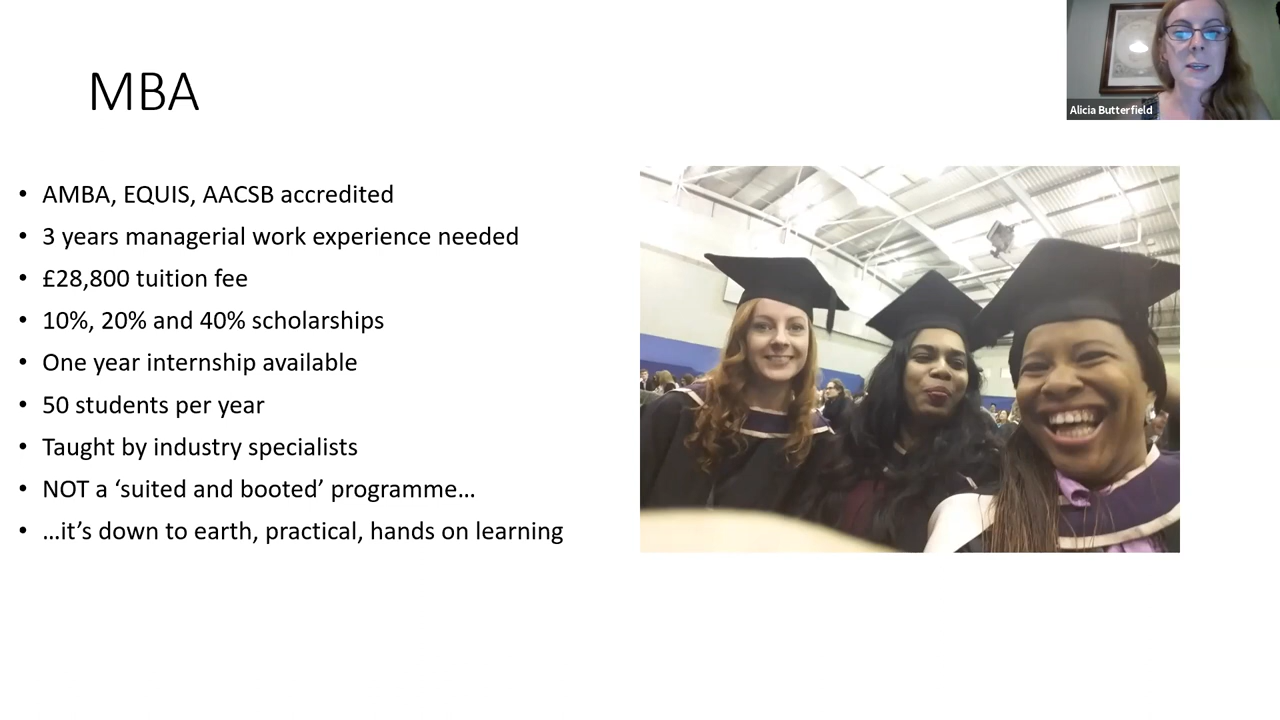 MBA
Alicia Butterfield
• AMBA, EQUIS, AACSB accredited
• 3 years managerial work experience needed
• £28,800 tuition fee
• 10%, 20% and 40% scholarships
• One year internship available
• 50 students per year
• Taught by industry specialists
• NOT a ‘suited and booted’ programme…
• …it’s down to earth, practical, hands on learning